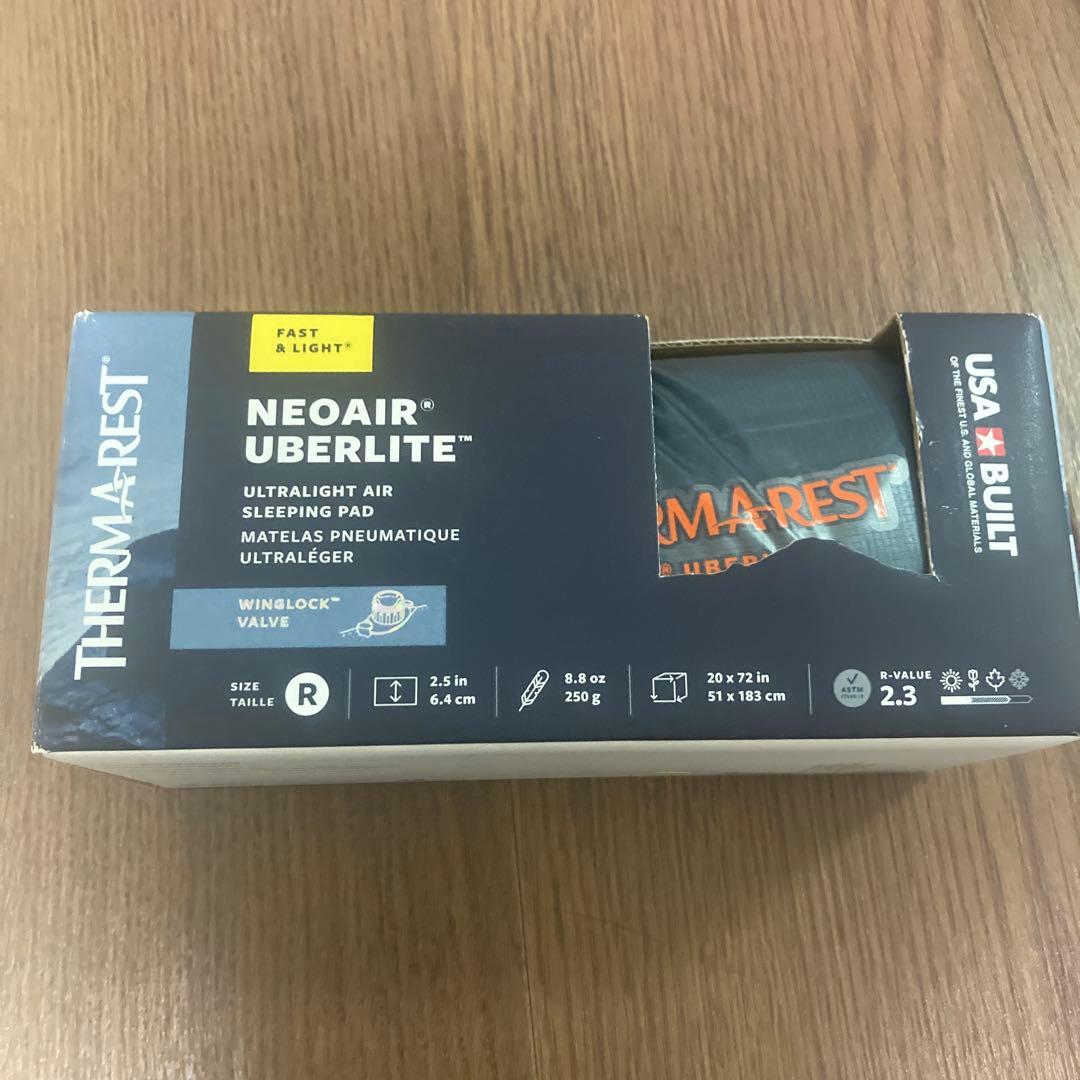 THERMAREST®
FAST
& LIGHT®
NEOAIR®
UBERLITE™
ULTRALIGHT AIR
SLEEPING PAD
MATELAS PNEUMATIQUE
ULTRALÉGER
WINGLOCK™
VALVE
SIZE
TAILLE
R
2.5 in
6.4 cm
8.8 oz
250 g
20 x 72 in
51 x 183 cm
ASTM
R-VALUE
2.3
RMAREST
® UBER
USA BUILT
OF THE FINEST U.S. AND GLOBAL MATERIALS